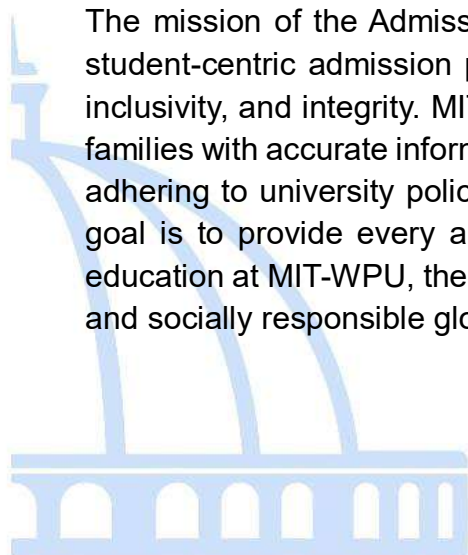 The mission of the Admiss
student-centric admission p
inclusivity, and integrity. MI
families with accurate inforn
adhering to university polic
goal is to provide every a
education at MIT-WPU, the
and socially responsible glo